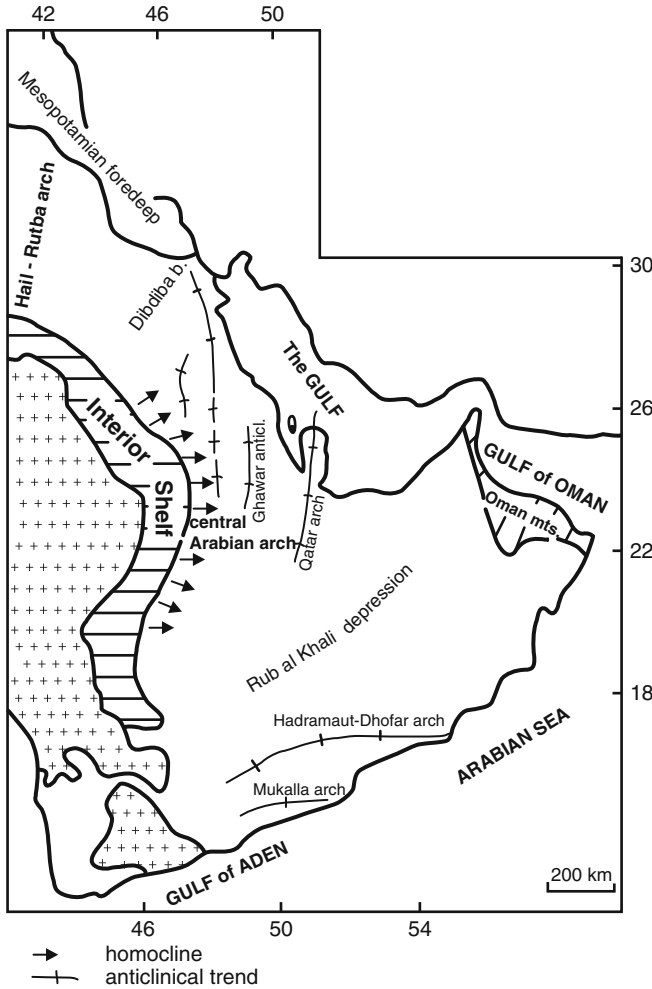 42 46 50
Mesopotamian foredeep
Hail - Rutba arch
30
Dibdiba b.
The GULF
26
Interior
Shelf
Ghawar anticl.
GULF of OMAN
Oman mts.
central
Arabian arch
Qatar arch
22
Rub al Khali depression
18
Hadramaut-Dhofar arch
ARABIAN SEA
Mukalla arch
GULF of ADEN
200 km
46 50 54
homocline
anticlinical trend